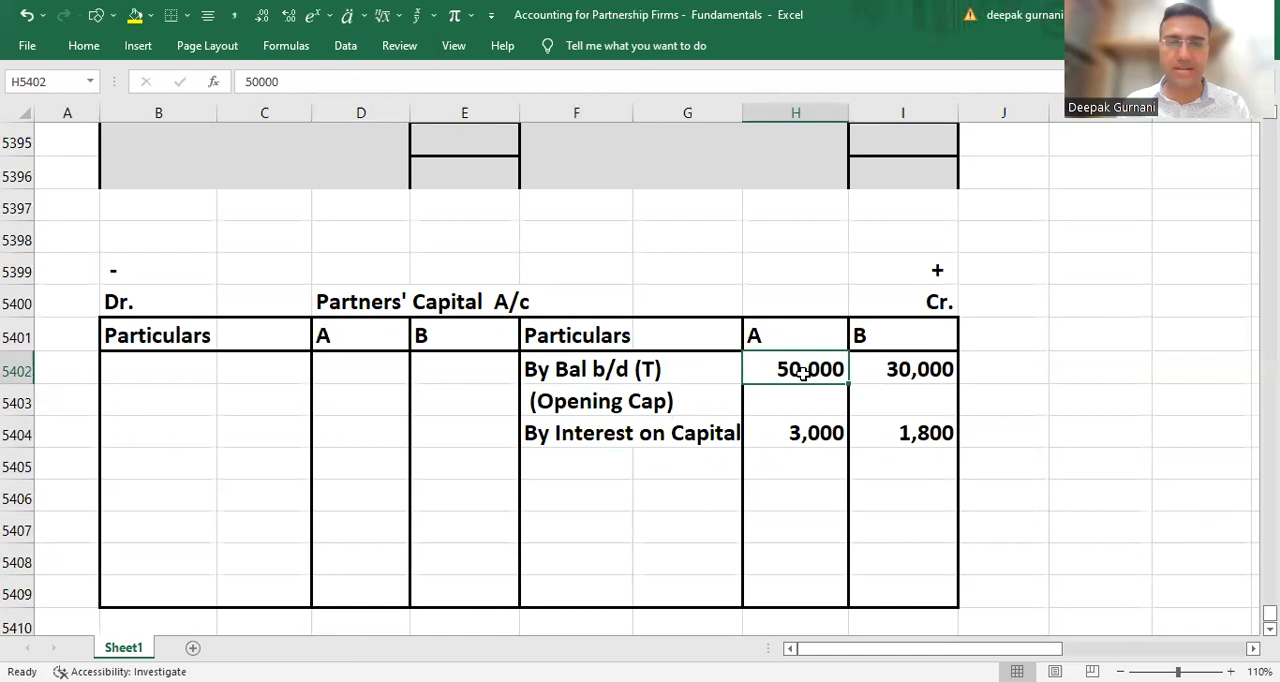 Accounting for Partnership Firms - Fundamentals - Excel
deepak gurnani
File Home Insert Page Layout Formulas Data Review View Help Tell me what you want to do
Deepak Gurnani
H5402 fx 50000
A B C D E F G H I J
5395
5396
5397
5398
5399 - +
5400 Dr. Partners' Capital A/c Cr.
5401 Particulars A B Particulars A B
5402 By Bal b/d (T) 50,000 30,000
5403 (Opening Cap)
5404 By Interest on Capital 3,000 1,800
5405
5406
5407
5408
5409
5410
Sheet1
Ready Accessibility: Investigate 110%